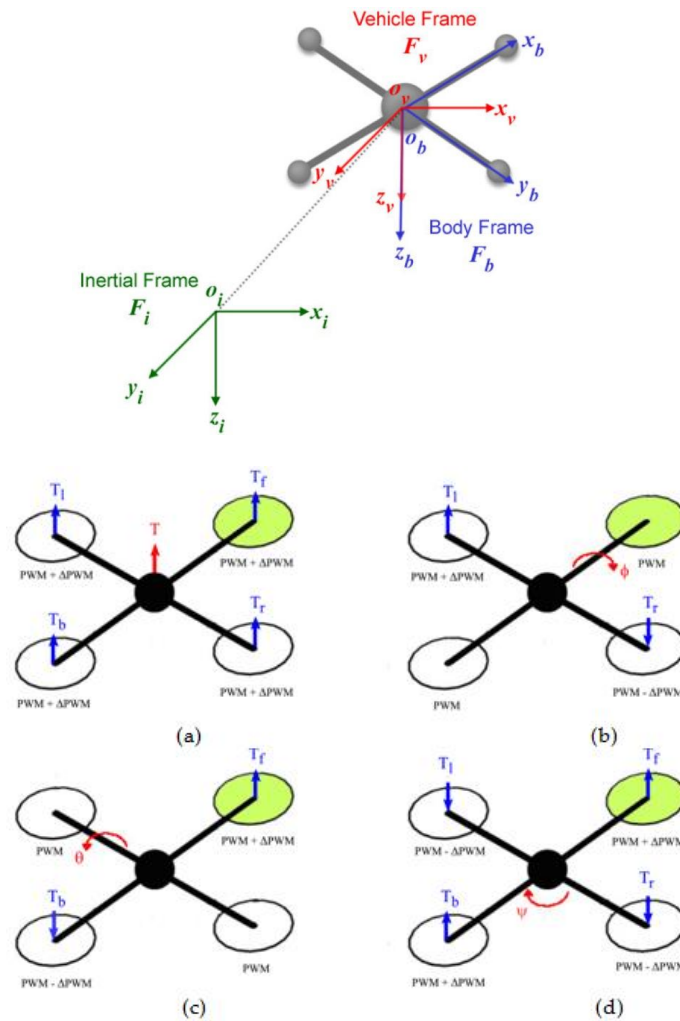 Vehicle Frame
F_v
x_b
o_v
x_v
o_b
y_v
y_b
z_v
Body Frame
z_b
F_b
Inertial Frame
o_i
F_i
x_i
y_i
z_i
T_l
T_f
T
PWM + ΔPWM
PWM + ΔPWM
T_b
T_r
PWM + ΔPWM
PWM + ΔPWM
(a)
T_l
PWM
PWM + ΔPWM
ϕ
T_r
PWM
PWM - ΔPWM
(b)
T_f
PWM
PWM + ΔPWM
θ
T_b
PWM
PWM - ΔPWM
(c)
T_l
T_f
PWM - ΔPWM
PWM + ΔPWM
T_b
ψ
T_r
PWM + ΔPWM
PWM - ΔPWM
(d)